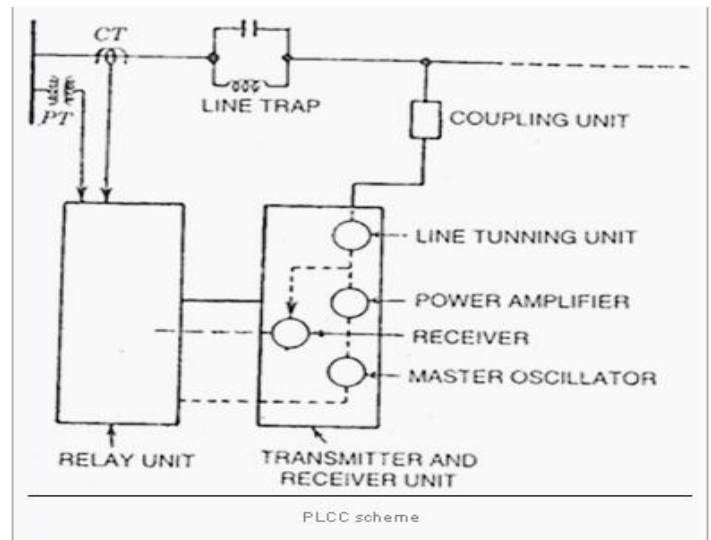 CT
LINE TRAP
PT
COUPLING UNIT
LINE TUNNING UNIT
POWER AMPLIFIER
RECEIVER
MASTER OSCILLATOR
RELAY UNIT
TRANSMITTER AND
RECEIVER UNIT
PLCC scheme